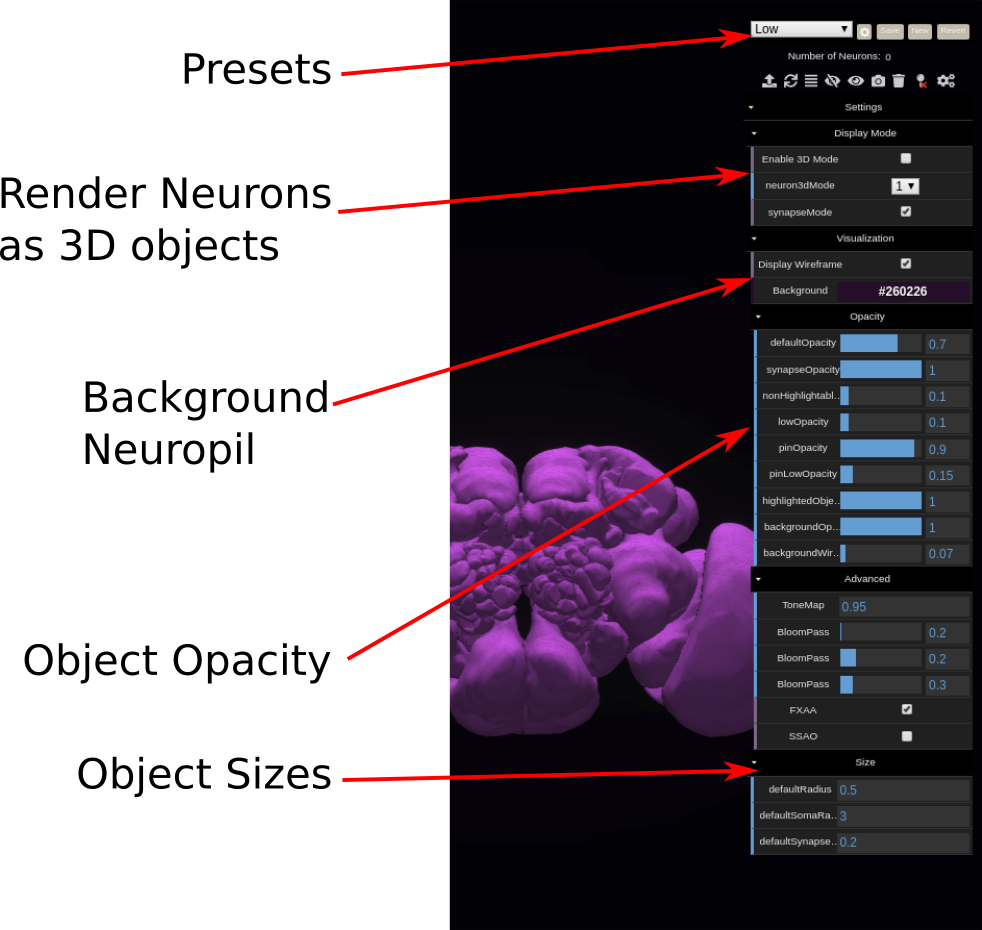 Presets
Render Neurons
as 3D objects
Background
Neuropil
Object Opacity
Object Sizes
Low
Save New Revert
Number of Neurons: 0
Settings
Display Mode
Enable 3D Mode
neuron3dMode 1
synapseMode
Visualization
Display Wireframe
Background #260226
Opacity
defaultOpacity 0.7
synapseOpacity 1
nonHighlightabl.. 0.1
lowOpacity 0.1
pinOpacity 0.9
pinLowOpacity 0.15
highlightedObje.. 1
backgroundOp... 1
backgroundWir.. 0.07
Advanced
ToneMap 0.95
BloomPass 0.2
BloomPass 0.2
BloomPass 0.3
FXAA
SSAO
Size
defaultRadius 0.5
defaultSomaRa.. 3
defaultSynapse.. 0.2